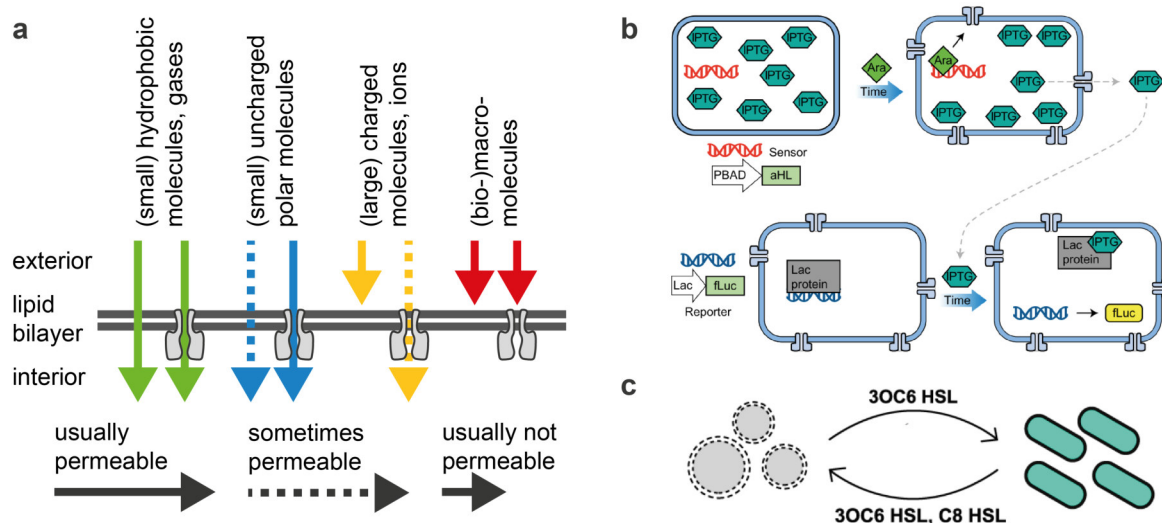 a
(small) hydrophobic
molecules, gases
(small) uncharged
polar molecules
(large) charged
molecules, ions
(bio-)macro-
molecules
exterior
lipid
bilayer
interior
usually
permeable
sometimes
permeable
usually not
permeable
b
IPTG
IPTG
IPTG
IPTG
IPTG
IPTG
IPTG
Sensor
PBAD
aHL
Ara
Time
Ara
IPTG
IPTG
IPTG
IPTG
IPTG
IPTG
IPTG
IPTG
Lac
fLuc
Reporter
Lac
protein
IPTG
Time
Lac
protein
IPTG
fLuc
c
3OC6 HSL
3OC6 HSL, C8 HSL